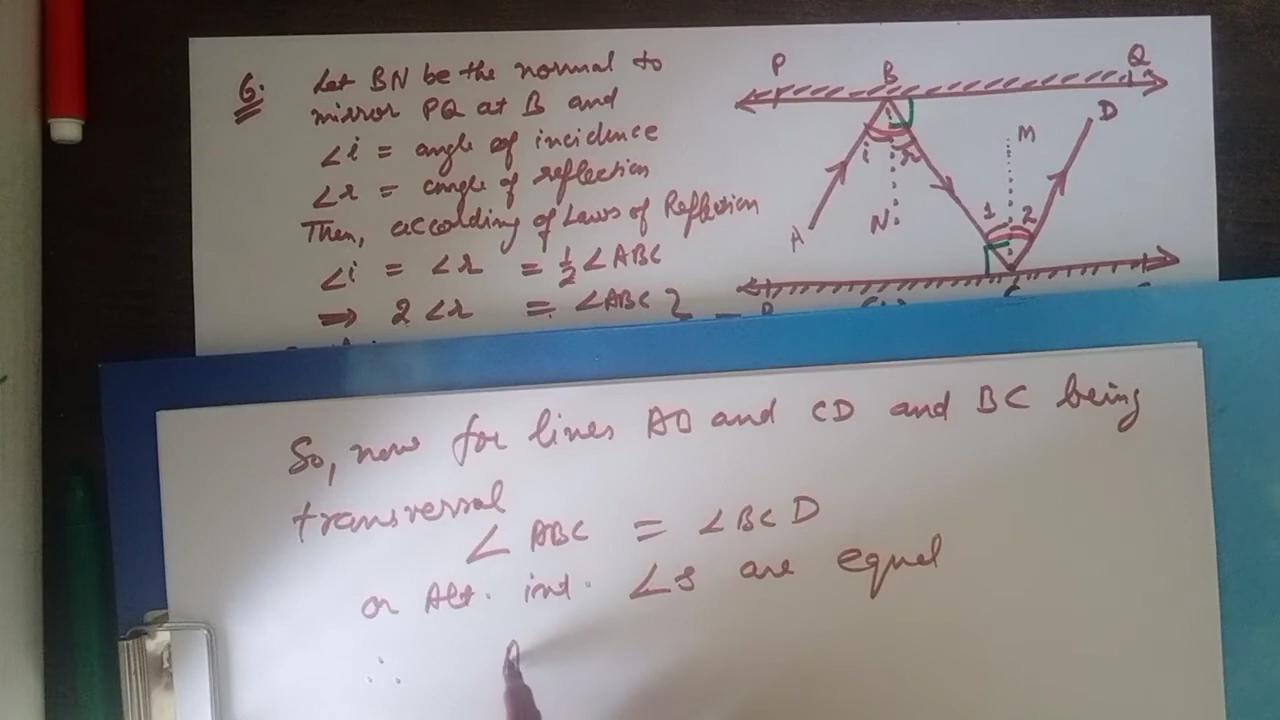 6. Let BN be the normal to
mirror PQ at B and
∠i = angle of incidence
∠r = angle of reflection
Then, according of Laws of Reflection
∠i = ∠r = 1/2 ∠ABC
⇒ 2 ∠r = ∠ABC
P B Q
i r
A N
M D
1 2
So, now for lines AB and CD and BC being
transversal
∠ ABC = ∠BCD
or Alt. int. ∠s are equal
∴